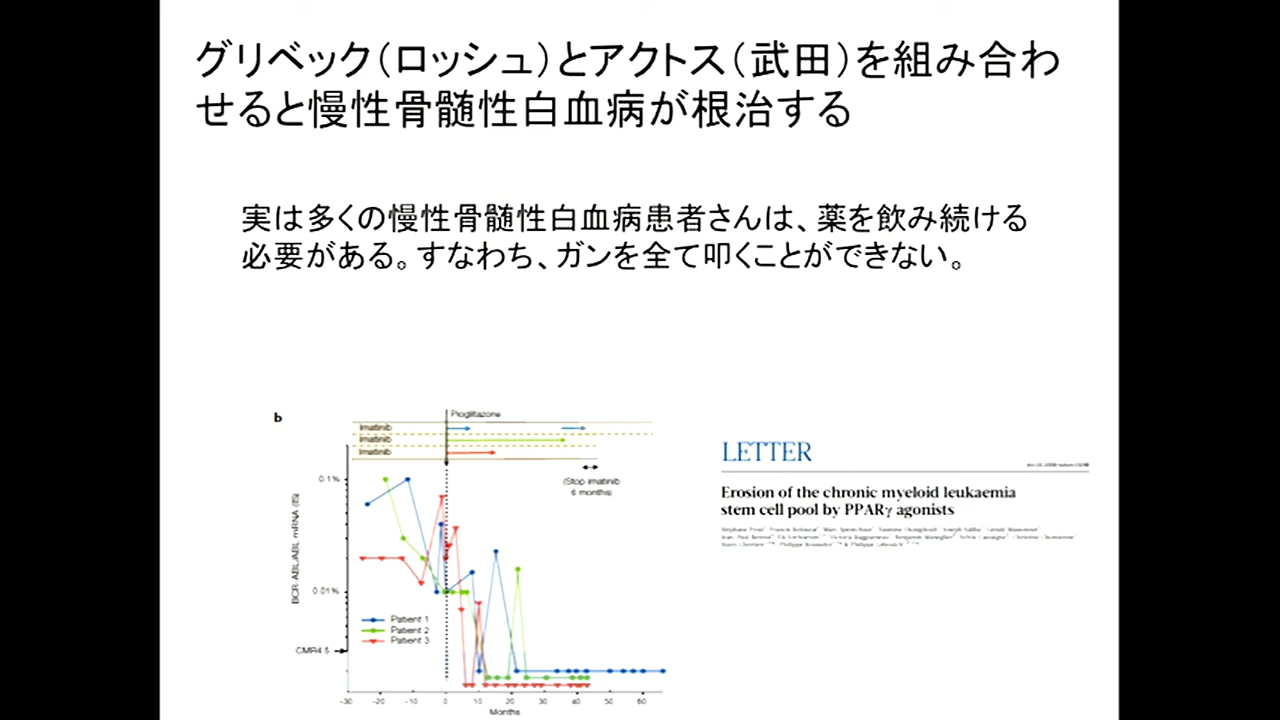 グリベック（ロッシュ）とアクトス（武田）を組み合わ
せると慢性骨髄性白血病が根治する
実は多くの慢性骨髄性白血病患者さんは、薬を飲み続ける
必要がある。すなわち、ガンを全て叩くことができない。
b
Pioglitazone
Imatinib
Imatinib
Imatinib
(Stop imatinib
6 months)
0.1%
0.01%
CMR4.5
BCR-ABL/ABL mRNA (IS)
Patient 1
Patient 2
Patient 3
-30 -20 -10 0 10 20 30 40 50 60
Months
LETTER
Erosion of the chronic myeloid leukaemia
stem cell pool by PPARγ agonists